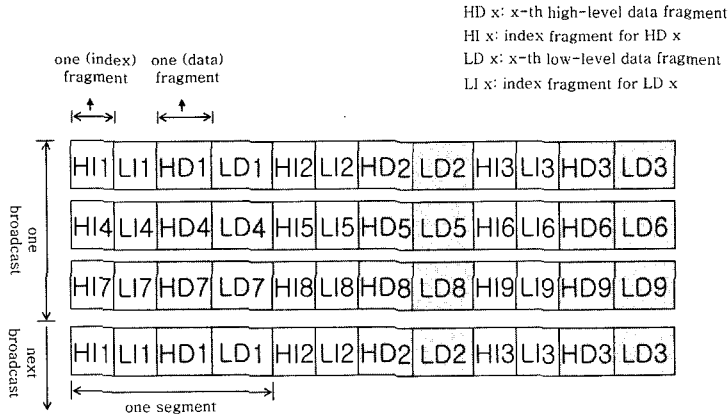 HD x: x-th high-level data fragment
HI x: index fragment for HD x
LD x: x-th low-level data fragment
LI x: index fragment for LD x
one (index) fragment
one (data) fragment
HI1 LI1 HD1 LD1 HI2 LI2 HD2 LD2 HI3 LI3 HD3 LD3
HI4 LI4 HD4 LD4 HI5 LI5 HD5 LD5 HI6 LI6 HD6 LD6
HI7 LI7 HD7 LD7 HI8 LI8 HD8 LD8 HI9 LI9 HD9 LD9
HI1 LI1 HD1 LD1 HI2 LI2 HD2 LD2 HI3 LI3 HD3 LD3
one broadcast
next broadcast
one segment